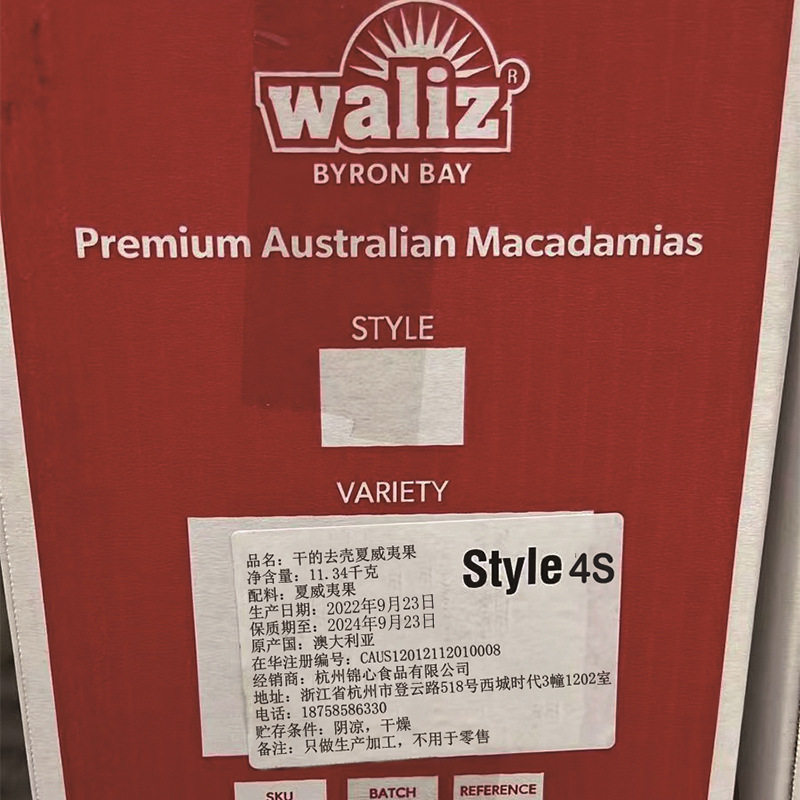 waliz®
BYRON BAY
Premium Australian Macadamias
STYLE
VARIETY
Style 4S
品名：干的去壳夏威夷果
净含量：11.34千克
配料：夏威夷果
生产日期：2022年9月23日
保质期至：2024年9月23日
原产国：澳大利亚
在华注册编号：CAUS12012112010008
经销商：杭州锦心食品有限公司
地址：浙江省杭州市登云路518号西城时代3幢1202室
电话：18758586330
贮存条件：阴凉，干燥
备注：只做生产加工，不用于零售
SKU
BATCH
REFERENCE